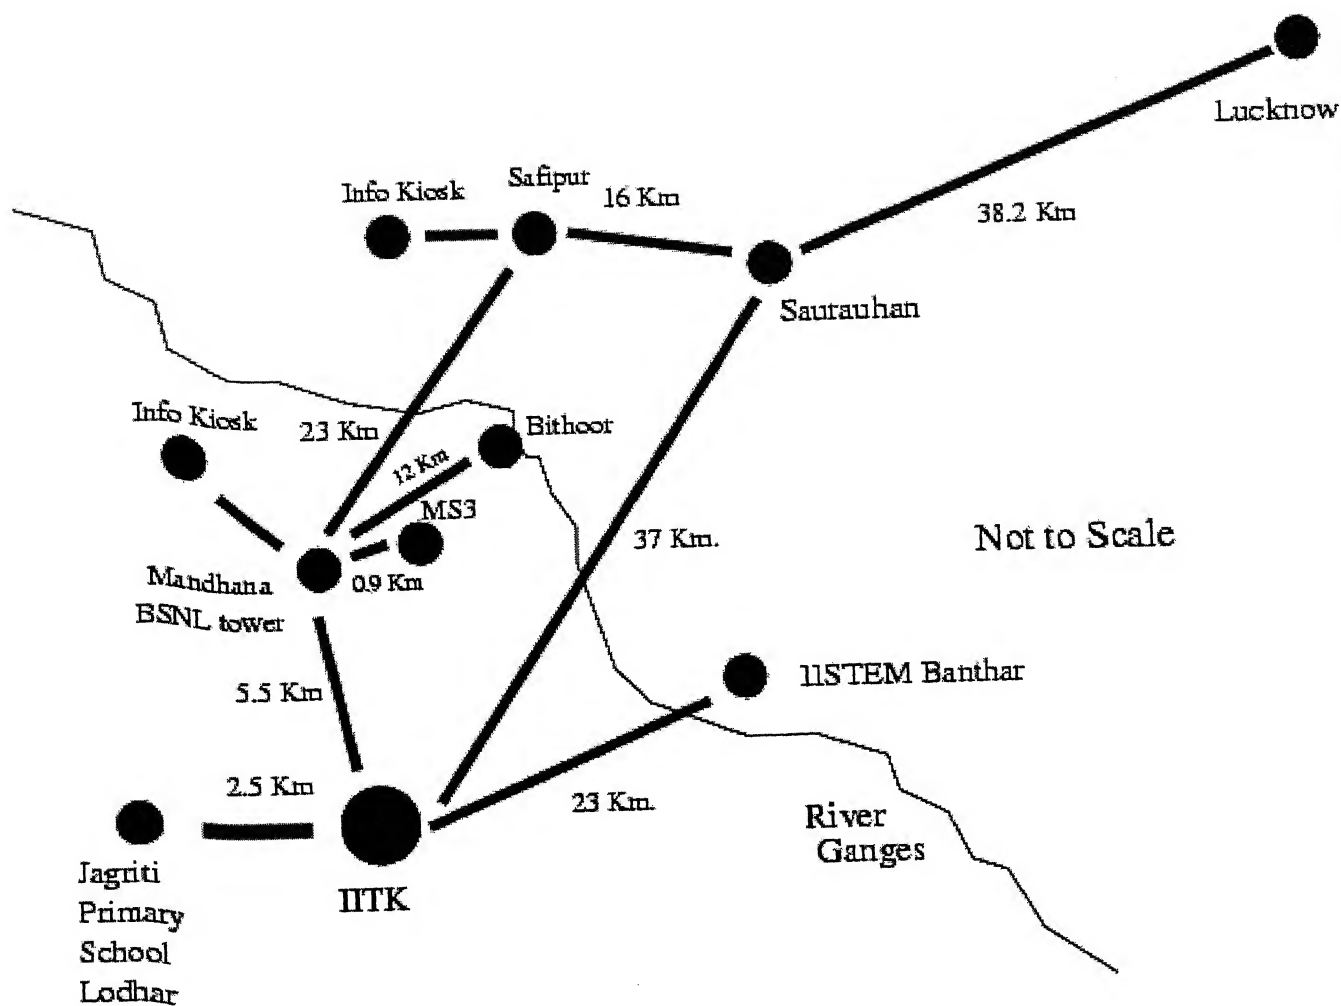 Lucknow
Safipur
Info Kiosk
16 Km
38.2 Km
Saurauhan
Info Kiosk
23 Km
Bithoor
12 Km
MS3
37 Km.
Not to Scale
Mandhana
BSNL tower
0.9 Km
5.5 Km
11STEM Banthar
2.5 Km
23 Km.
River
Ganges
IITK
Jagriti
Primary
School
Lodhar